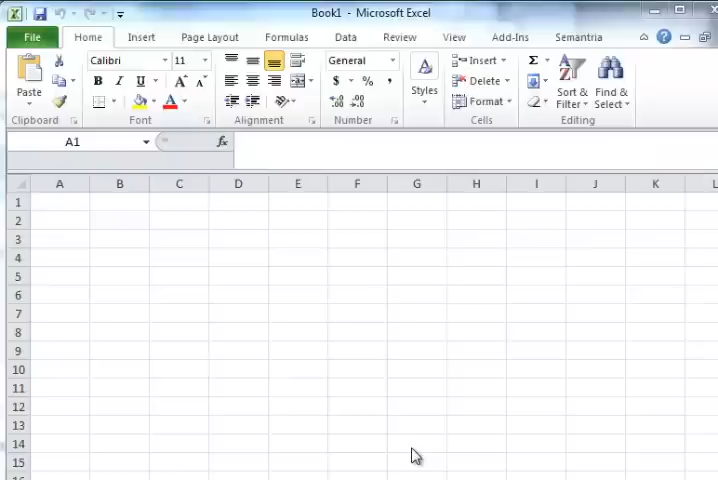 Book1 - Microsoft Excel
File Home Insert Page Layout Formulas Data Review View Add-Ins Semantria
Calibri 11 General Insert Σ
B I U A A $ % , Delete
Paste A Styles Format Sort & Filter Find & Select
Clipboard Font Alignment Number Cells Editing
A1 fx
A B C D E F G H I J K L
1
2
3
4
5
6
7
8
9
10
11
12
13
14
15